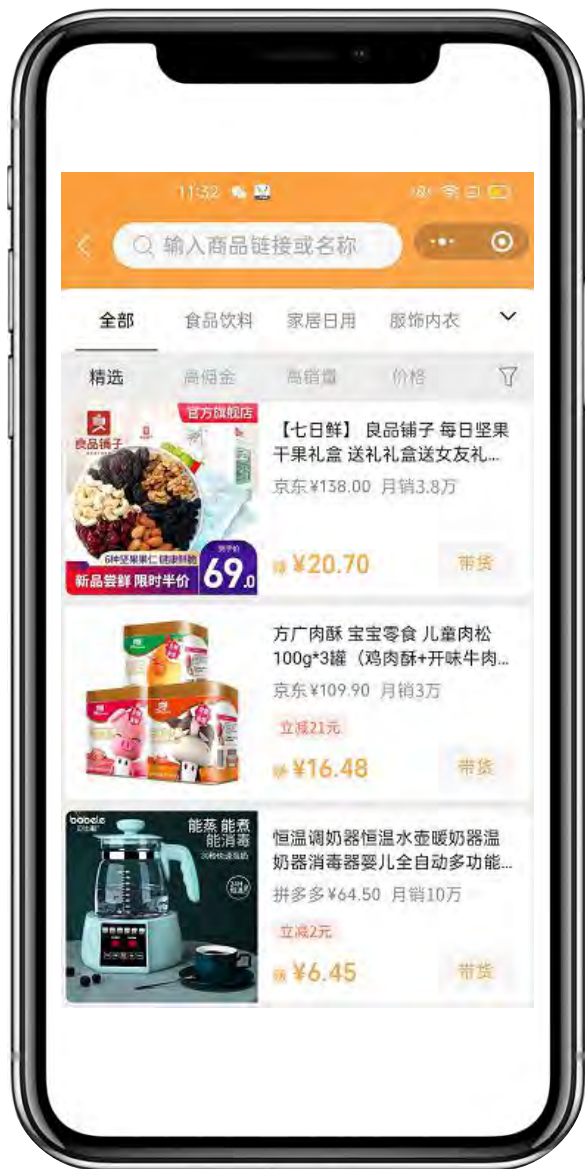 11:32
输入商品链接或名称
全部 食品饮料 家居日用 服饰内衣
精选 高佣金 高销量 价格
官方旗舰店
良品铺子
6种坚果果仁 健康鲜脆
新品尝鲜 限时半价
到手价
69.0
【七日鲜】 良品铺子 每日坚果
干果礼盒 送礼礼盒送女友礼...
京东¥138.00 月销3.8万
赚 ¥20.70 带货
方广肉酥 宝宝零食 儿童肉松
100g*3罐（鸡肉酥+开味牛肉...
京东¥109.90 月销3万
立减21元
赚 ¥16.48 带货
babele
能蒸 能煮
能消毒
恒温调奶器恒温水壶暖奶器温
奶器消毒器婴儿全自动多功能...
拼多多¥64.50 月销10万
立减2元
赚 ¥6.45 带货